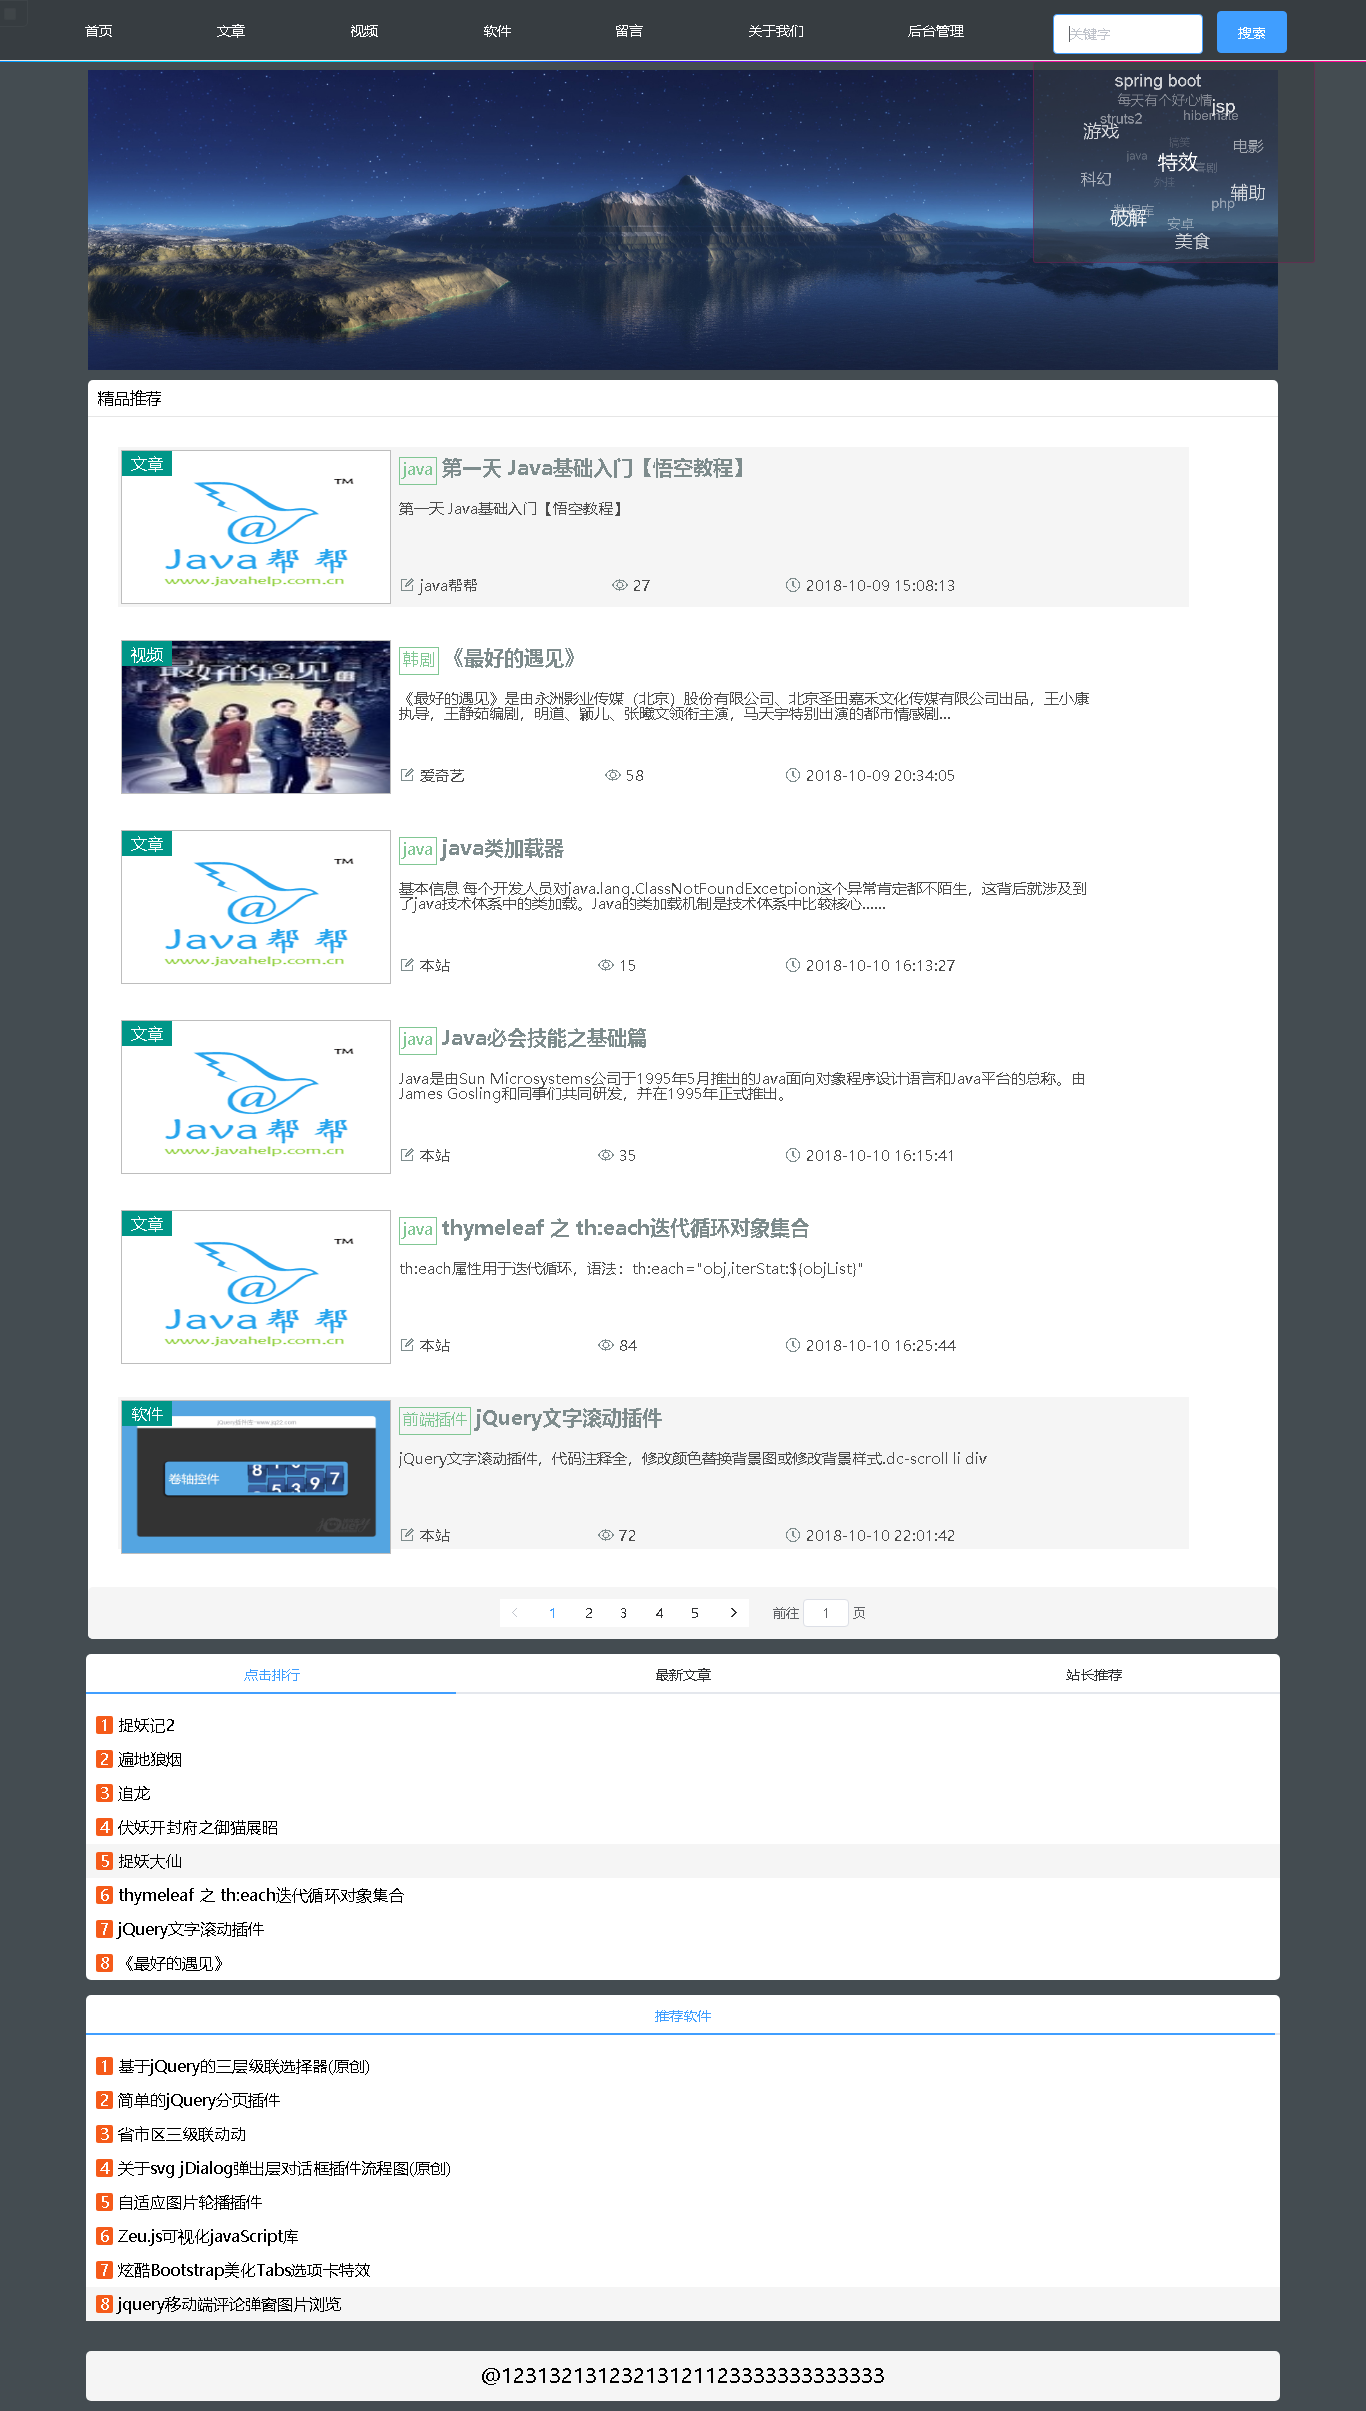 首页 文章 视频 软件 留言 关于我们 后台管理 关键字 搜索
spring boot
每天有个好心情
jsp
struts2
hibernate
游戏
搞笑
电影
java
特效
喜剧
科幻
外挂
辅助
php
数据库
破解
安卓
美食
精品推荐
文章
TM
@
Java 帮 帮
www.javahelp.com.cn
java 第一天 Java基础入门【悟空教程】
第一天 Java基础入门【悟空教程】
java帮帮 27 2018-10-09 15:08:13
视频
最好的遇见
韩剧 《最好的遇见》
《最好的遇见》是由永洲影业传媒（北京）股份有限公司、北京圣田嘉禾文化传媒有限公司出品，王小康
执导，王静茹编剧，明道、颖儿、张曦文领衔主演，马天宇特别出演的都市情感剧...
爱奇艺 58 2018-10-09 20:34:05
文章
TM
@
Java 帮 帮
www.javahelp.com.cn
java java类加载器
基本信息 每个开发人员对java.lang.ClassNotFoundExcetpion这个异常肯定都不陌生，这背后就涉及到
了java技术体系中的类加载。Java的类加载机制是技术体系中比较核心......
本站 15 2018-10-10 16:13:27
文章
TM
@
Java 帮 帮
www.javahelp.com.cn
java Java必会技能之基础篇
Java是由Sun Microsystems公司于1995年5月推出的Java面向对象程序设计语言和Java平台的总称。由
James Gosling和同事们共同研发，并在1995年正式推出。
本站 35 2018-10-10 16:15:41
文章
TM
@
Java 帮 帮
www.javahelp.com.cn
java thymeleaf 之 th:each迭代循环对象集合
th:each属性用于迭代循环，语法：th:each="obj,iterStat:${objList}"
本站 84 2018-10-10 16:25:44
软件
卷轴控件
5 3 9 7
前端插件 jQuery文字滚动插件
jQuery文字滚动插件，代码注释全，修改颜色替换背景图或修改背景样式.dc-scroll li div
本站 72 2018-10-10 22:01:42
1 2 3 4 5 前往 1 页
点击排行 最新文章 站长推荐
1 捉妖记2
2 遍地狼烟
3 追龙
4 伏妖开封府之御猫展昭
5 捉妖大仙
6 thymeleaf 之 th:each迭代循环对象集合
7 jQuery文字滚动插件
8 《最好的遇见》
推荐软件
1 基于jQuery的三层级联选择器(原创)
2 简单的jQuery分页插件
3 省市区三级联动动
4 关于svg jDialog弹出层对话框插件流程图(原创)
5 自适应图片轮播插件
6 Zeu.js可视化javaScript库
7 炫酷Bootstrap美化Tabs选项卡特效
8 jquery移动端评论弹窗图片浏览
@12313213123213121123333333333333